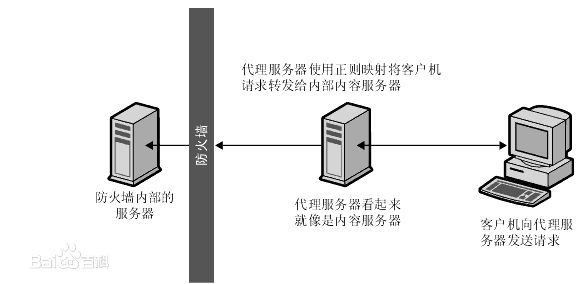 代理服务器使用正则映射将客户机
请求转发给内部内容服务器
防火墙
防火墙内部的
服务器
代理服务器看起来
就像是内容服务器
客户机向代理服
务器发送请求
Baidu百科